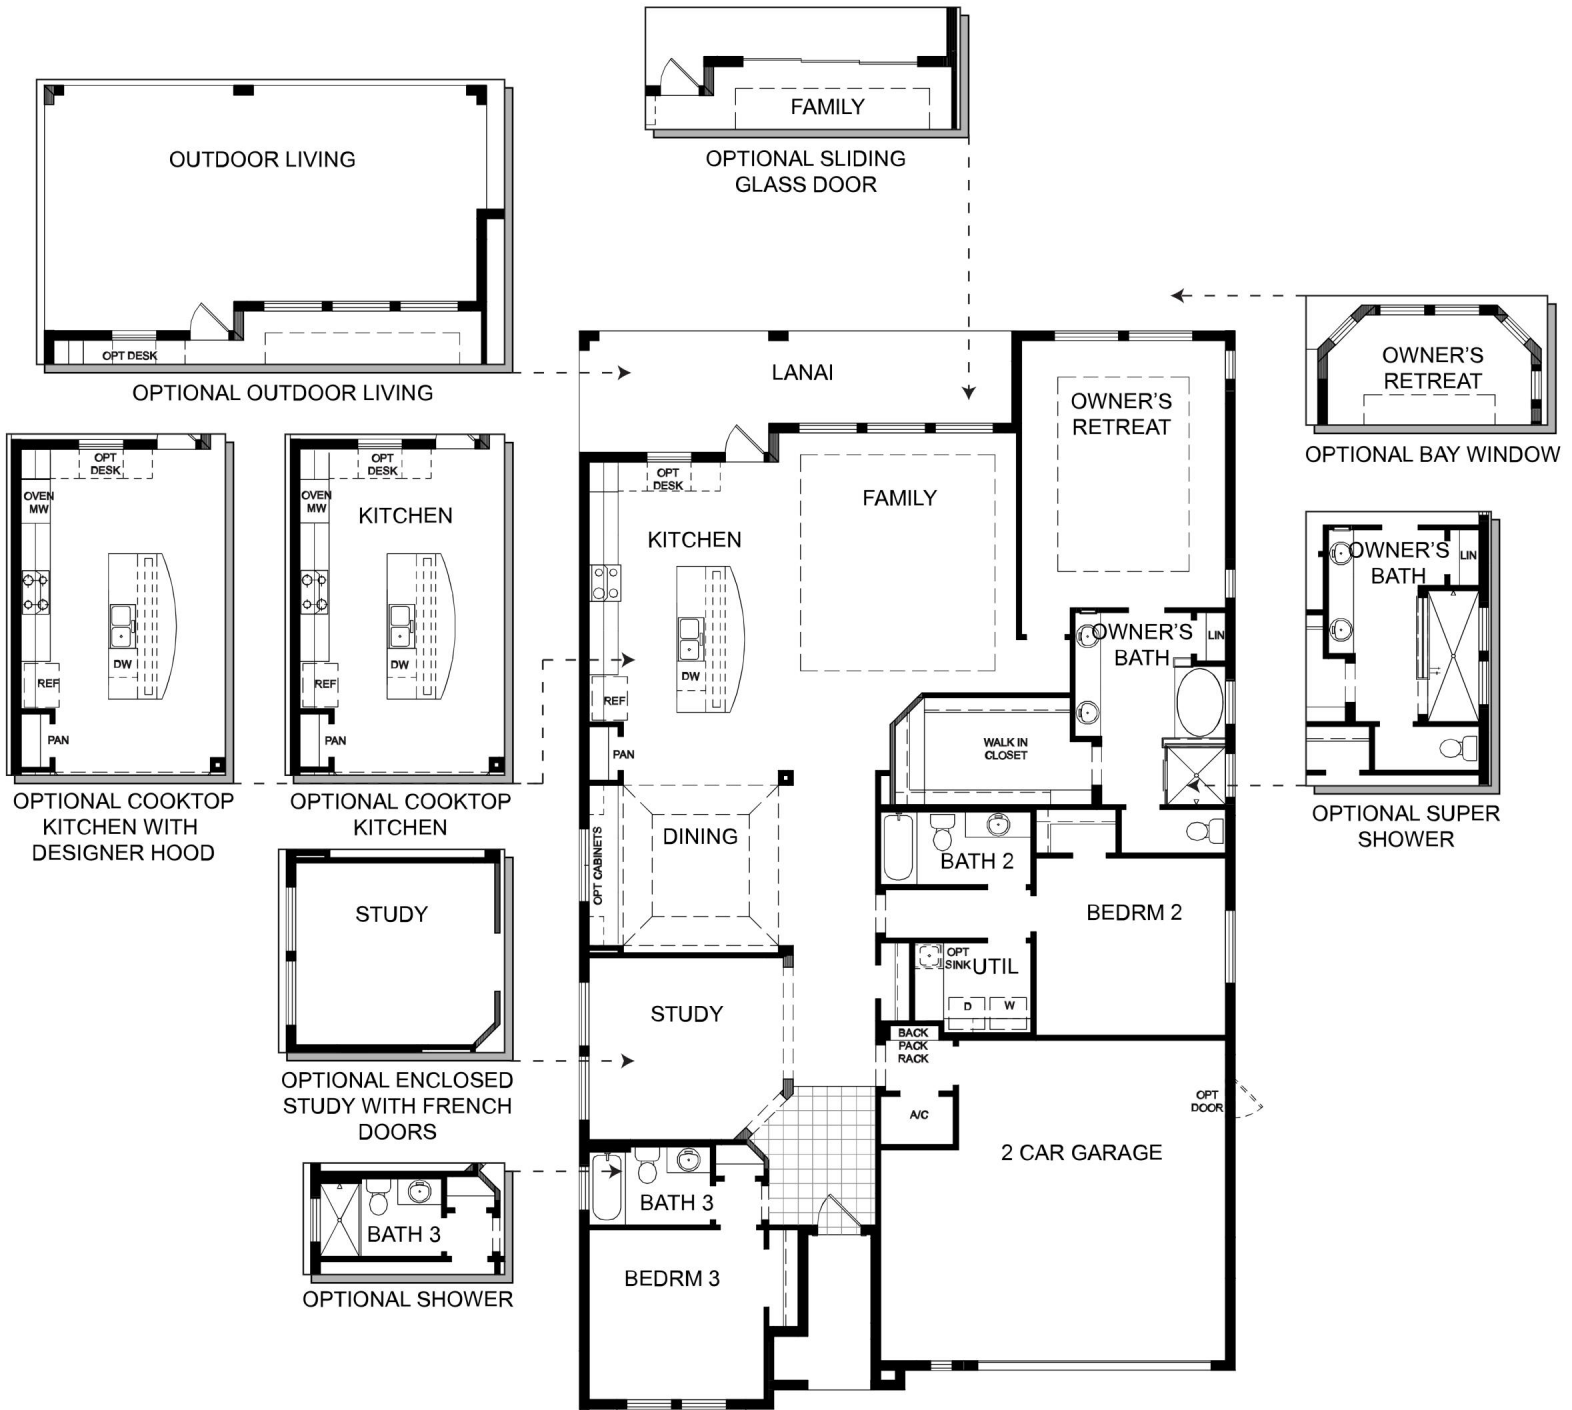 FAMILY
OPTIONAL SLIDING
GLASS DOOR
OUTDOOR LIVING
OPT DESK
OPTIONAL OUTDOOR LIVING
OWNER'S
RETREAT
OPTIONAL BAY WINDOW
OPT
DESK
OVEN
MW
DW
REF
PAN
OPTIONAL COOKTOP
KITCHEN WITH
DESIGNER HOOD
OPT
DESK
OVEN
MW
KITCHEN
DW
REF
PAN
OPTIONAL COOKTOP
KITCHEN
LANAI
OWNER'S
RETREAT
OPT
DESK
FAMILY
KITCHEN
DW
REF
PAN
OWNER'S
BATH
LIN
WALK IN
CLOSET
OWNER'S
BATH
LIN
OPTIONAL SUPER
SHOWER
DINING
OPT CABINETS
BATH 2
BEDRM 2
OPT
SINK
UTIL
D
W
STUDY
OPTIONAL ENCLOSED
STUDY WITH FRENCH
DOORS
STUDY
BACK
PACK
RACK
A/C
OPT
DOOR
2 CAR GARAGE
BATH 3
OPTIONAL SHOWER
BATH 3
BEDRM 3